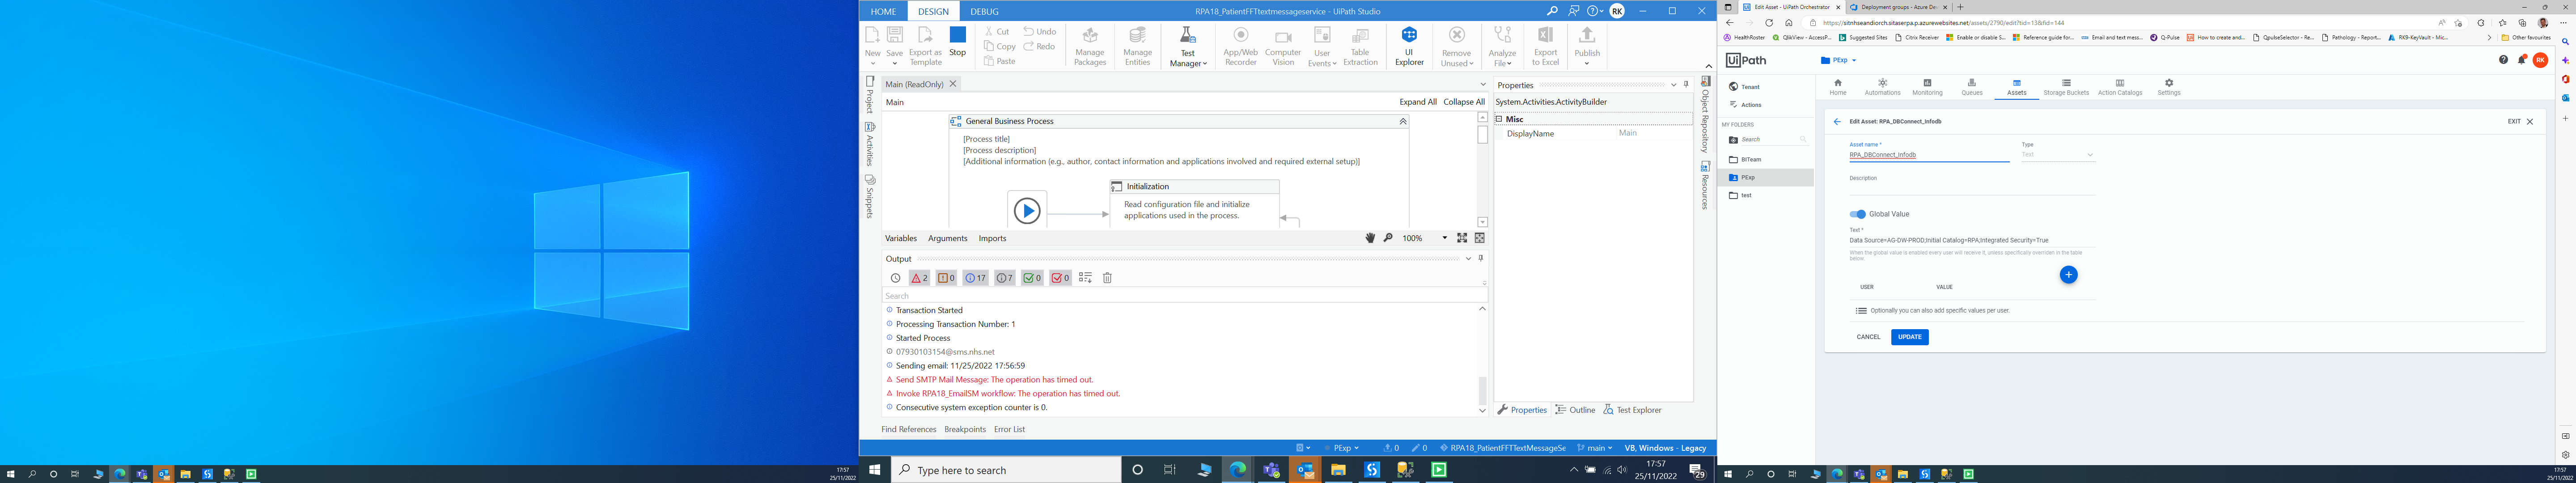 17:57
25/11/2022
HOME
DESIGN
DEBUG
RPA18_PatientFFTtextmessageservice - UiPath Studio
RK
New
Save
Export as Template
Stop
Cut
Copy
Paste
Undo
Redo
Manage Packages
Manage Entities
Test Manager
App/Web Recorder
Computer Vision
User Events
Table Extraction
UI Explorer
Remove Unused
Analyze File
Export to Excel
Publish
Project
Activities
Snippets
Main (ReadOnly)
Main
Expand All
Collapse All
General Business Process
[Process title]
[Process description]
[Additional information (e.g., author, contact information and applications involved and required external setup)]
Initialization
Read configuration file and initialize
applications used in the process.
Variables
Arguments
Imports
100%
Output
2
0
17
7
0
0
Search
Transaction Started
Processing Transaction Number: 1
Started Process
07930103154@sms.nhs.net
Sending email: 11/25/2022 17:56:59
Send SMTP Mail Message: The operation has timed out.
Invoke RPA18_EmailSM workflow: The operation has timed out.
Consecutive system exception counter is 0.
Find References
Breakpoints
Error List
Properties
System.Activities.ActivityBuilder
Misc
DisplayName
Main
Properties
Outline
Test Explorer
Object Repository
Resources
PExp
0
0
RPA18_PatientFFTTextMessageSe
main
VB, Windows - Legacy
Type here to search
17:57
25/11/2022
29
Edit Asset - UiPath Orchestrator
Deployment groups - Azure De
https://sitnhseandiorch.sitaserpa.p.azurewebsites.net/assets/2790/edit?tid=13&fid=144
HealthRoster
QlikView - AccessP...
Suggested Sites
Citrix Receiver
Enable or disable S...
Reference guide for...
Email and text mess...
Q-Pulse
How to create and...
QpulseSelector - Re...
Pathology - Report...
RK9-KeyVault - Mic...
Other favourites
UiPath
PExp
RK
Tenant
Actions
MY FOLDERS
Search
BITeam
PExp
test
Home
Automations
Monitoring
Queues
Assets
Storage Buckets
Action Catalogs
Settings
Edit Asset: RPA_DBConnect_Infodb
EXIT
Asset name *
RPA_DBConnect_Infodb
Type
Text
Description
Global Value
Text *
Data Source=AG-DW-PROD;Initial Catalog=RPA;Integrated Security=True
When the global value is enabled every user will receive it, unless specifically overriden in the table
below.
USER
VALUE
Optionally you can also add specific values per user.
CANCEL
UPDATE
17:57
25/11/2022